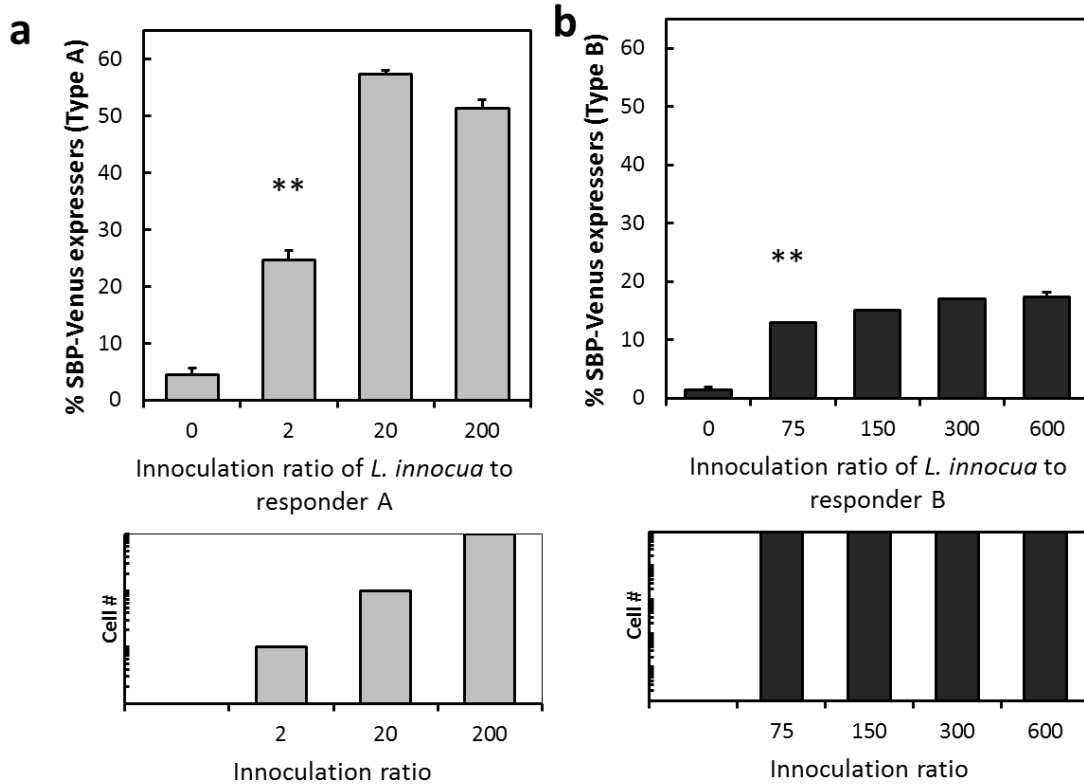 a
% SBP-Venus expressers (Type A)
60
50
40
30
20
10
0
**
0 2 20 200
Innoculation ratio of L. innocua to
responder A
Cell #
2 20 200
Innoculation ratio
b
% SBP-Venus expressers (Type B)
60
50
40
30
20
10
0
**
0 75 150 300 600
Innoculation ratio of L. innocua to
responder B
Cell #
75 150 300 600
Innoculation ratio